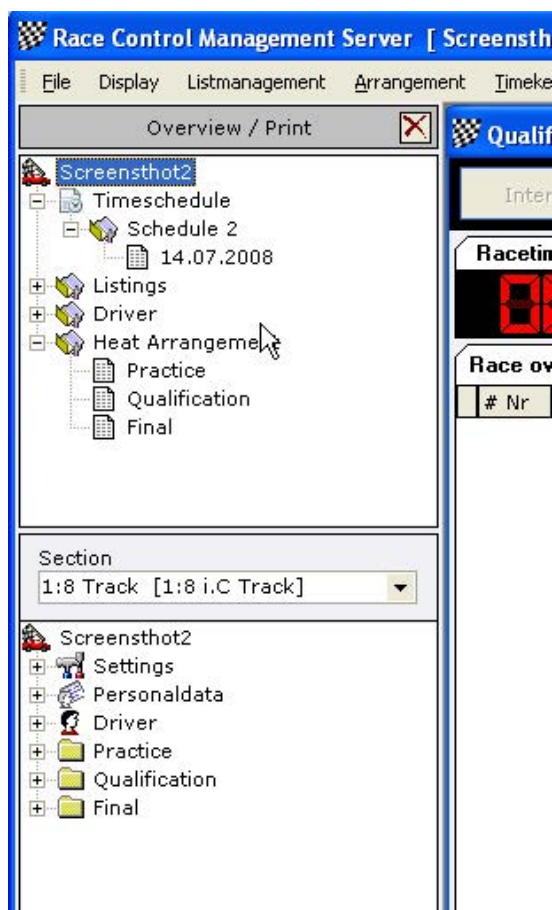 Race Control Management Server [ Screensth
File Display Listmanagement Arrangement Timeke
Overview / Print
Screensthot2
Timeschedule
Schedule 2
14.07.2008
Listings
Driver
Heat Arrangeme
Practice
Qualification
Final
Section
1:8 Track [1:8 i.C Track]
Screensthot2
Settings
Personaldata
Driver
Practice
Qualification
Final
Qualif
Inter
Racetim
Race ov
# Nr